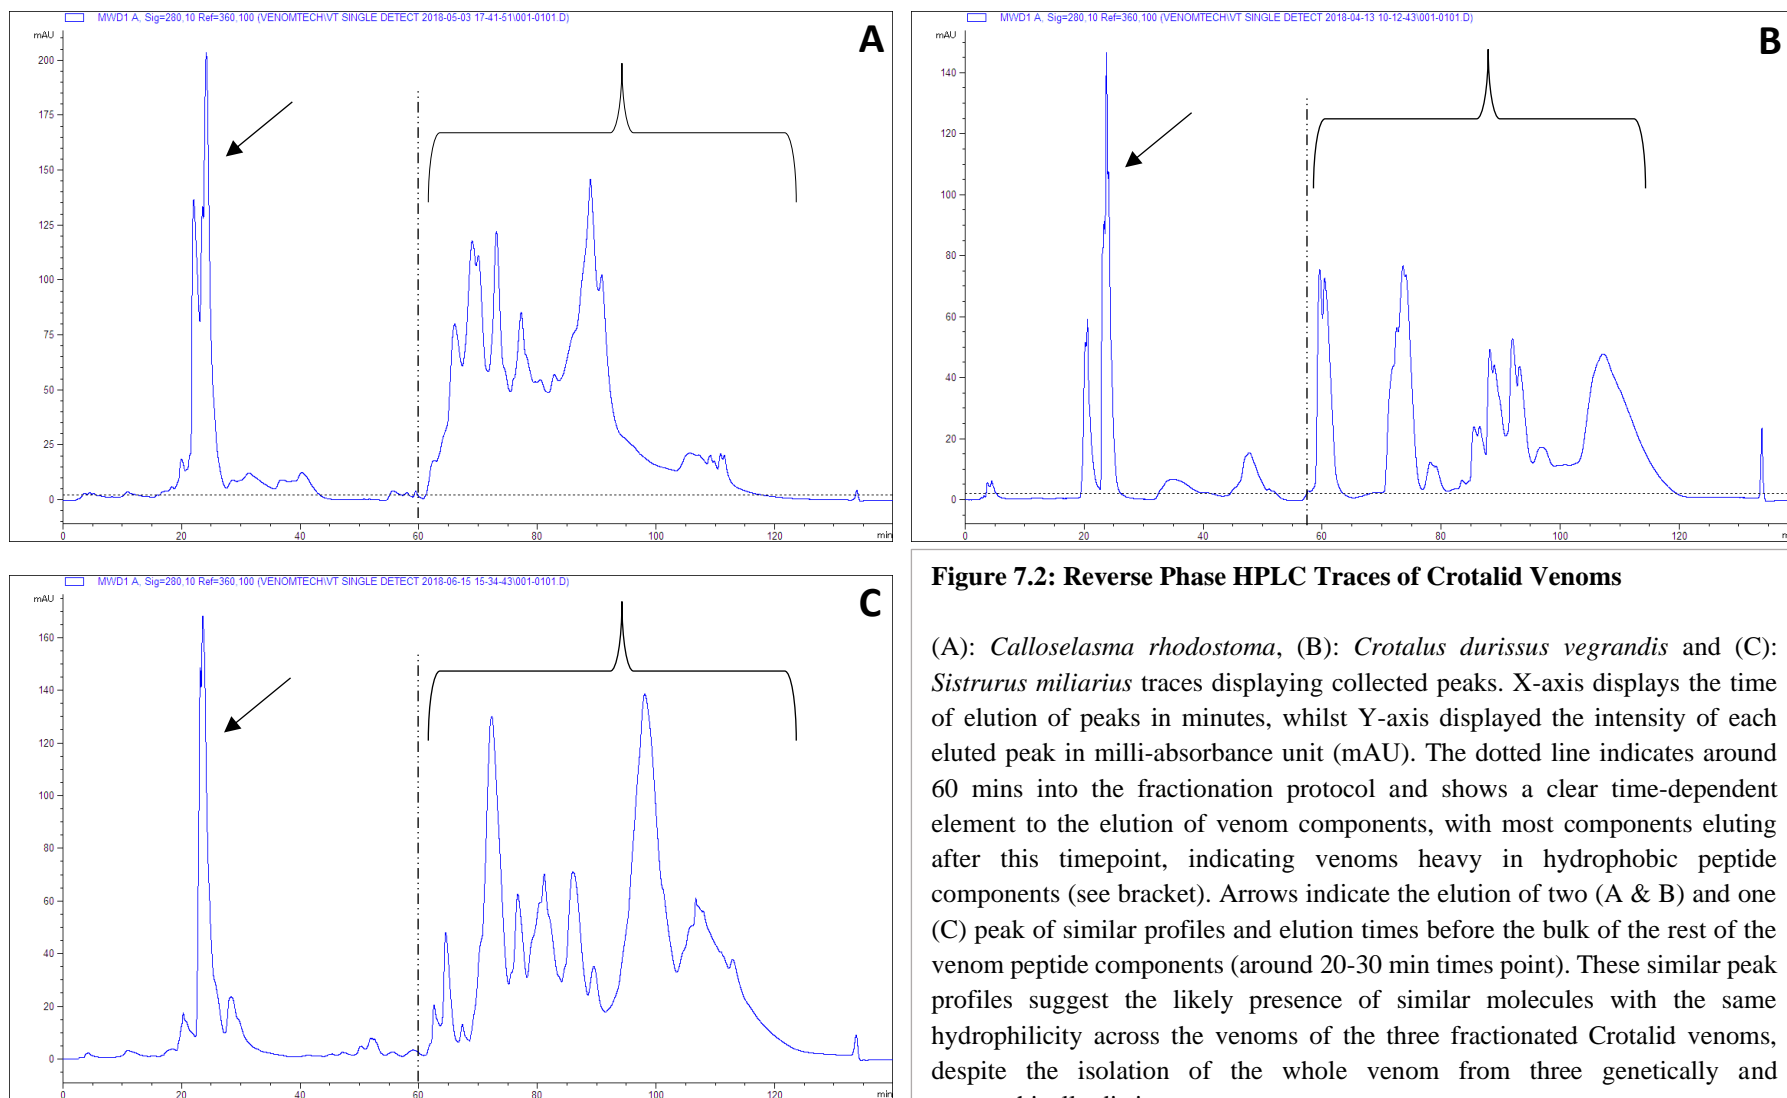 MWD1 A, Sig=280,10 Ref=360,100 (VENOMTECH\VT SINGLE DETECT 2018-05-03 17-41-51\001-0101.D)
mAU
A
200
175
150
125
100
75
50
25
0
0 20 40 60 80 100 120 min
MWD1 A, Sig=280,10 Ref=360,100 (VENOMTECH\VT SINGLE DETECT 2018-04-13 10-12-43\001-0101.D)
mAU
B
140
120
100
80
60
40
20
0
0 20 40 60 80 100 120
MWD1 A, Sig=280,10 Ref=360,100 (VENOMTECH\VT SINGLE DETECT 2018-06-15 15-34-43\001-0101.D)
mAU
C
160
140
120
100
80
60
40
20
0
0 20 40 60 80 100 120 min
Figure 7.2: Reverse Phase HPLC Traces of Crotalid Venoms
(A): Calloselasma rhodostoma, (B): Crotalus durissus vegrandis and (C):
Sistrurus miliarius traces displaying collected peaks. X-axis displays the time
of elution of peaks in minutes, whilst Y-axis displayed the intensity of each
eluted peak in milli-absorbance unit (mAU). The dotted line indicates around
60 mins into the fractionation protocol and shows a clear time-dependent
element to the elution of venom components, with most components eluting
after this timepoint, indicating venoms heavy in hydrophobic peptide
components (see bracket). Arrows indicate the elution of two (A & B) and one
(C) peak of similar profiles and elution times before the bulk of the rest of the
venom peptide components (around 20-30 min times point). These similar peak
profiles suggest the likely presence of similar molecules with the same
hydrophilicity across the venoms of the three fractionated Crotalid venoms,
despite the isolation of the whole venom from three genetically and